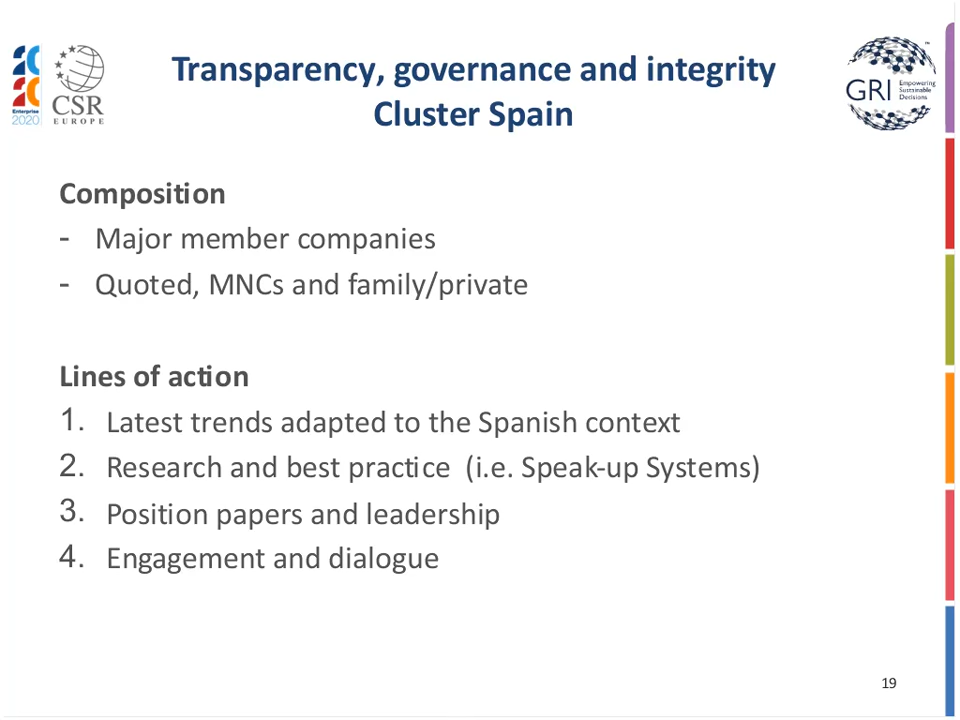 2020
Enterprise
2020
CSR
EUROPE
Transparency, governance and integrity
Cluster Spain
GRI
Empowering
Sustainable
Decisions
™
Composition
- Major member companies
- Quoted, MNCs and family/private
Lines of action
1. Latest trends adapted to the Spanish context
2. Research and best practice (i.e. Speak-up Systems)
3. Position papers and leadership
4. Engagement and dialogue
19